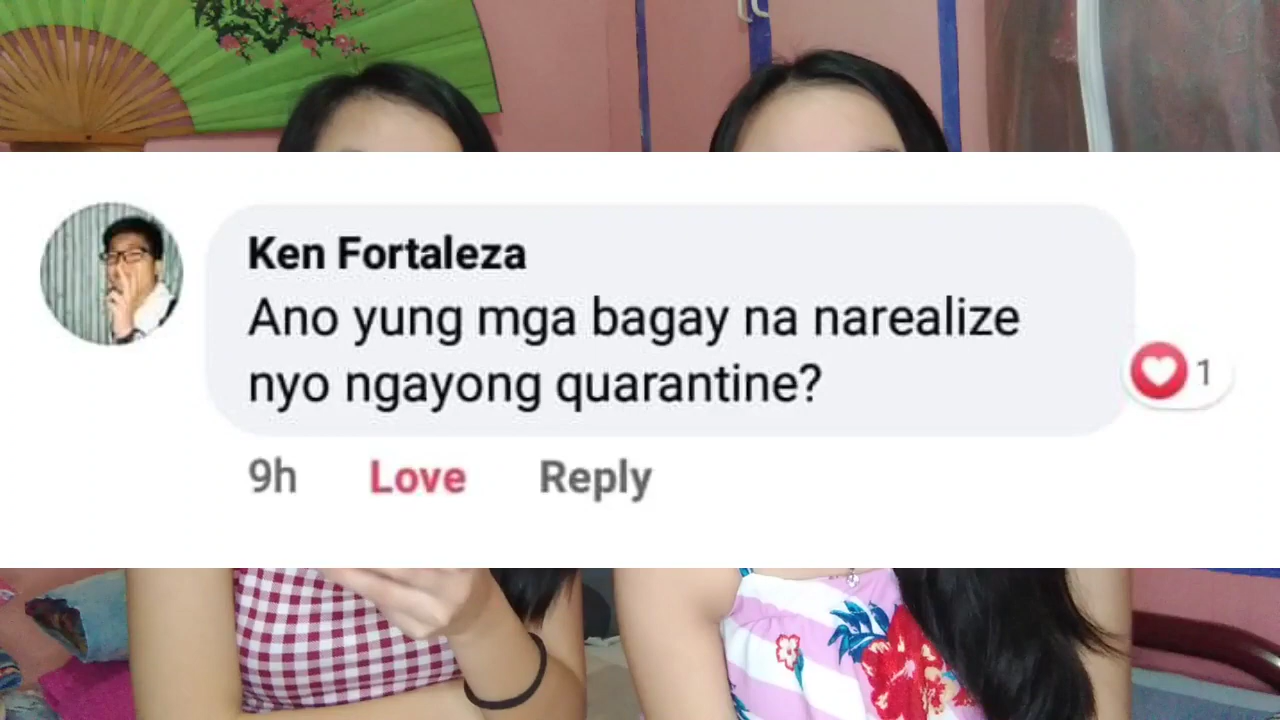 Ken Fortaleza
Ano yung mga bagay na narealize
nyo ngayong quarantine?
1
9h Love Reply